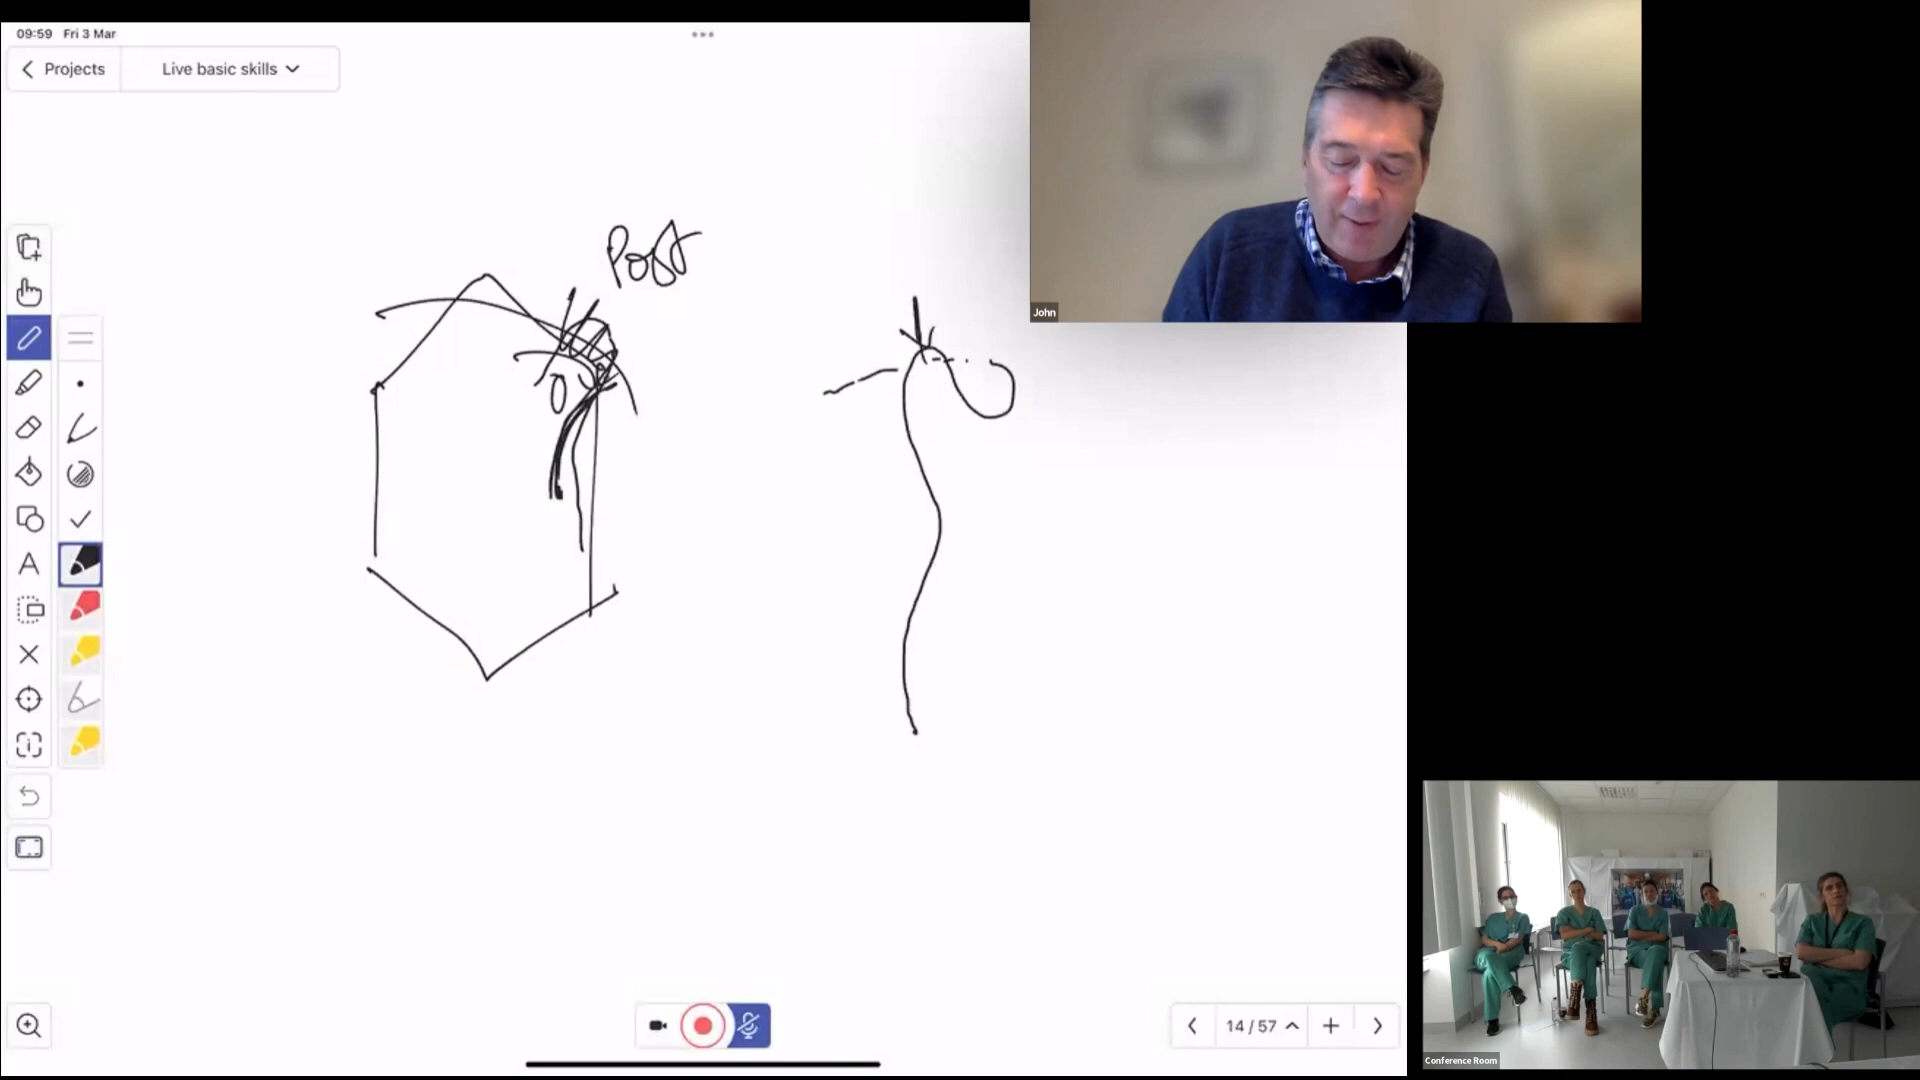 09:59 Fri 3 Mar
Projects
Live basic skills
Post
John
14 / 57
Conference Room